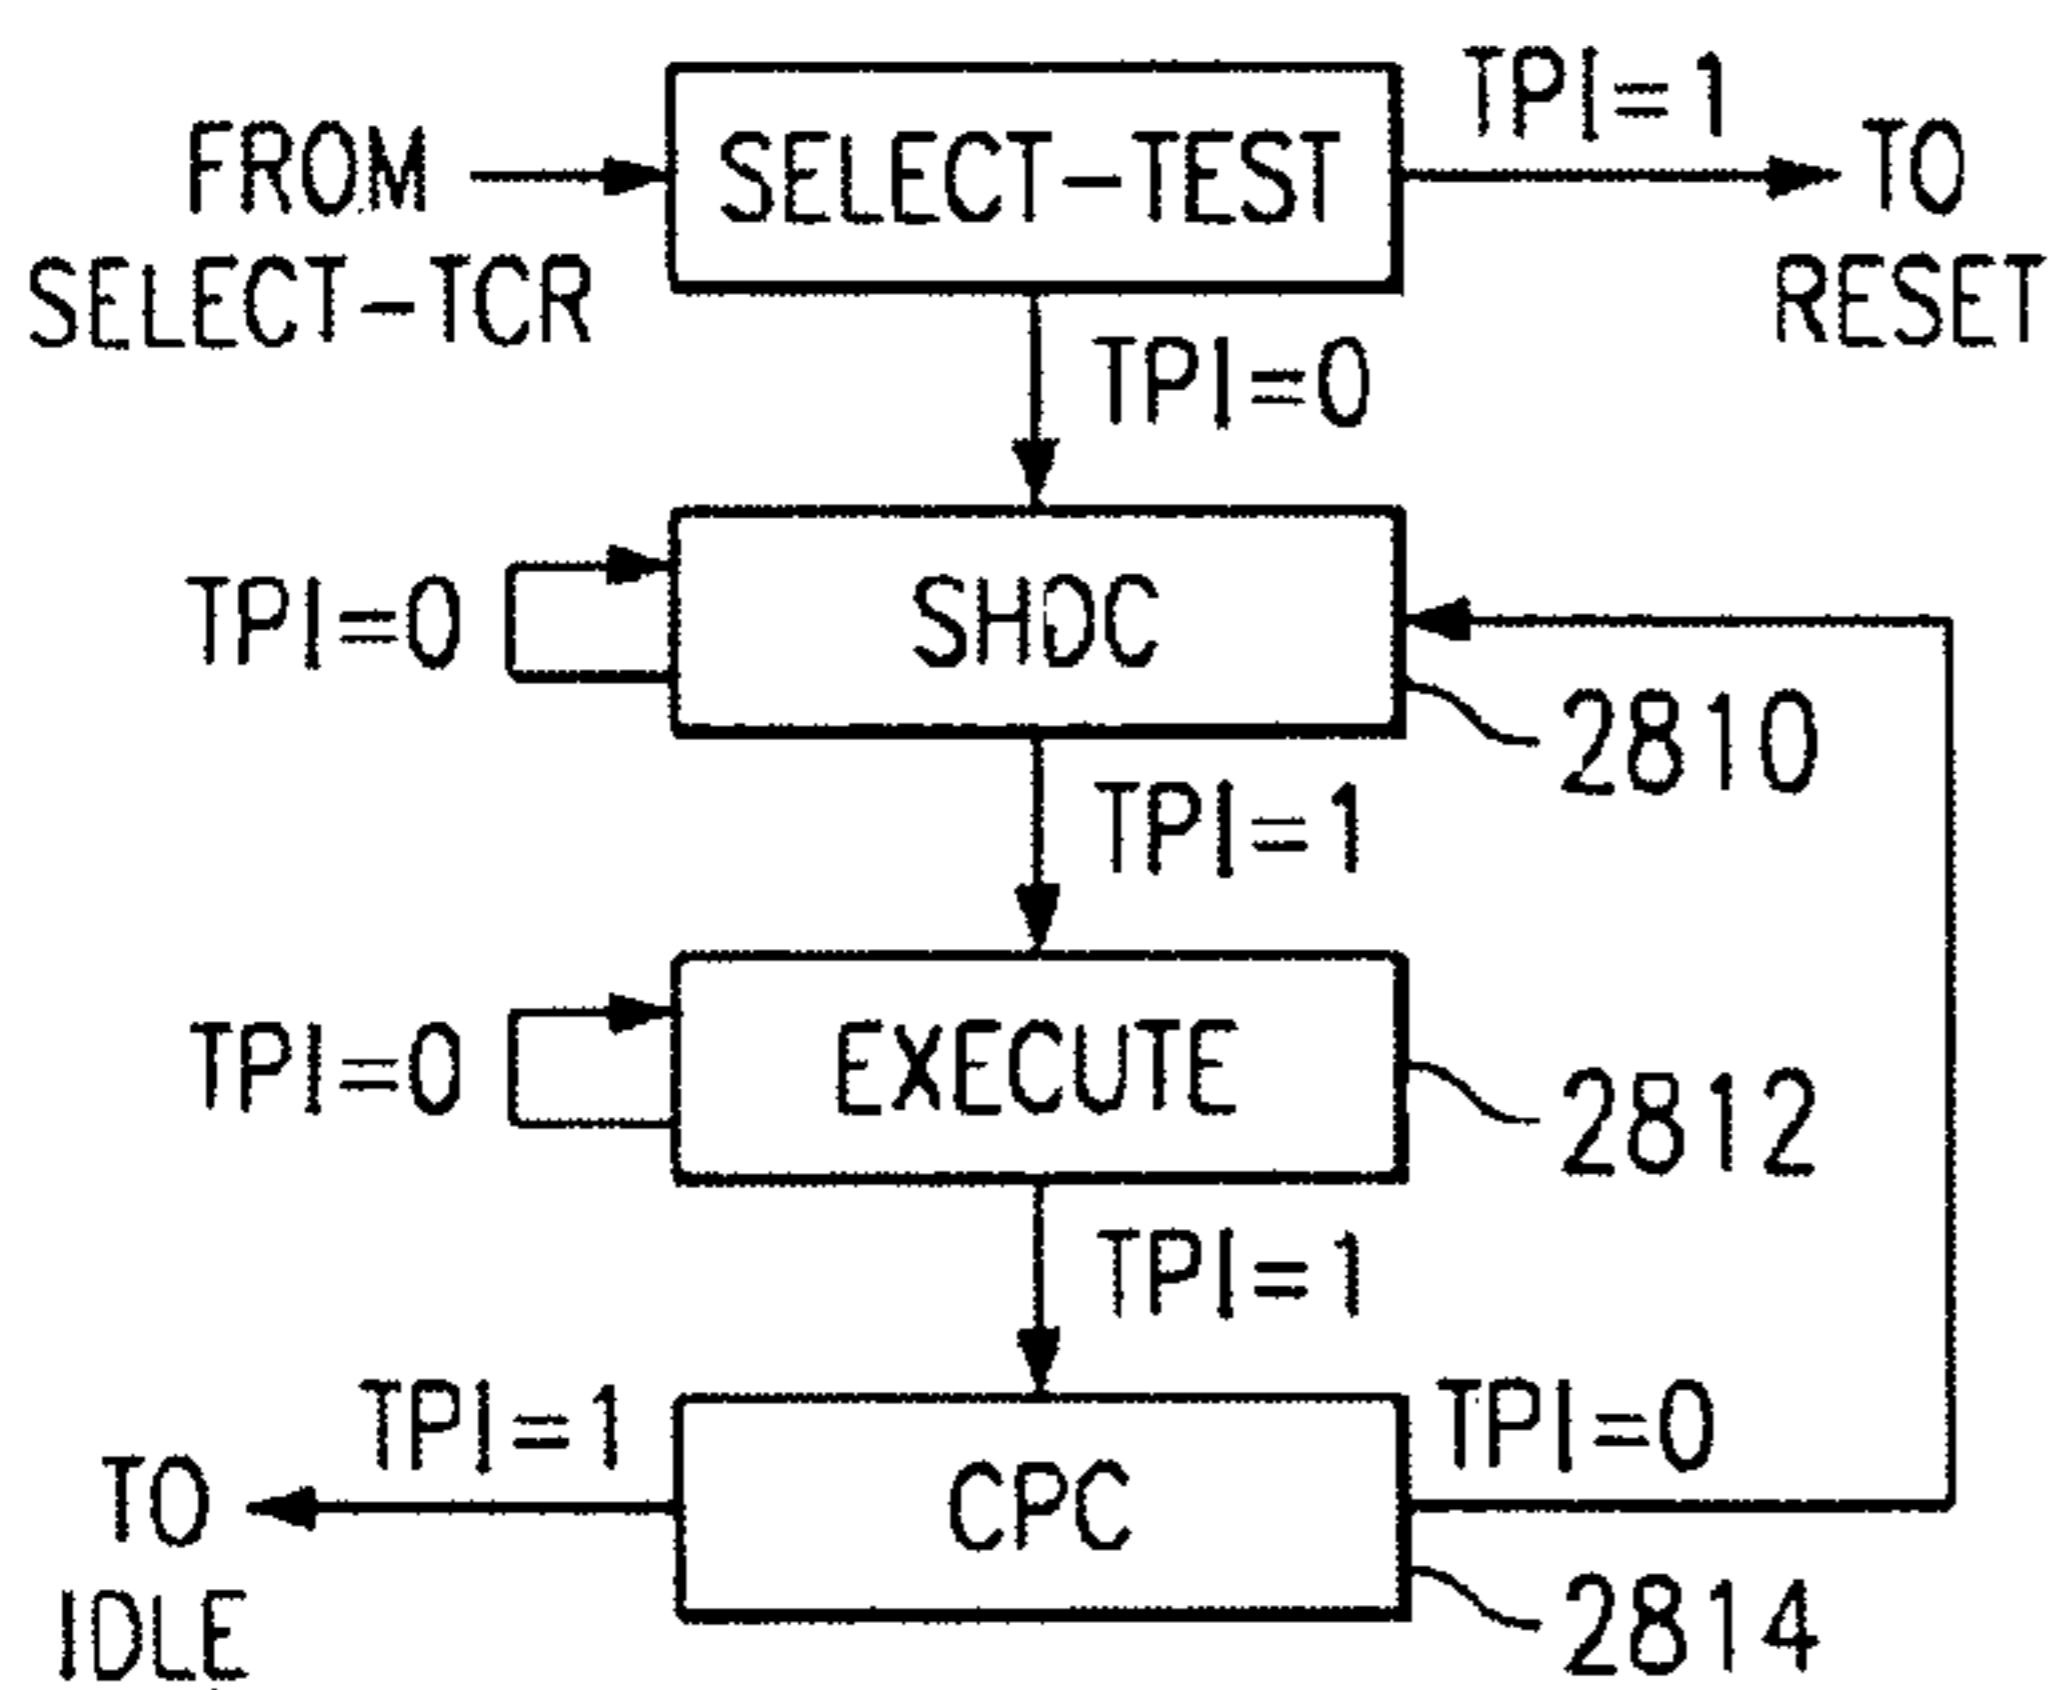 TPI=1
FROM
SELECT-TCR
SELECT-TEST
TO
RESET
TPI=0
TPI=0
SHDC
2810
TPI=1
TPI=0
EXECUTE
2812
TPI=1
TPI=1
TPI=0
TO
IDLE
CPC
2814